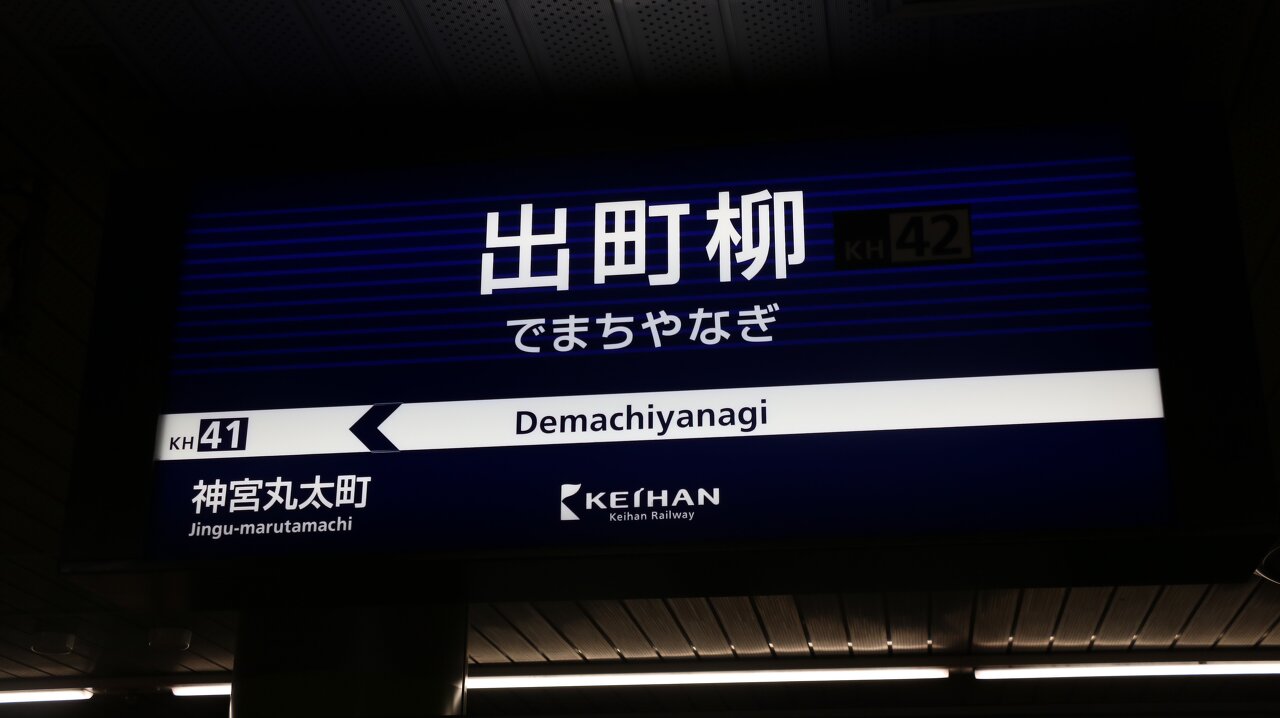 出町柳 KH 42
でまちやなぎ
KH 41 Demachiyanagi
神宮丸太町
Jingu-marutamachi
KEIHAN
Keihan Railway